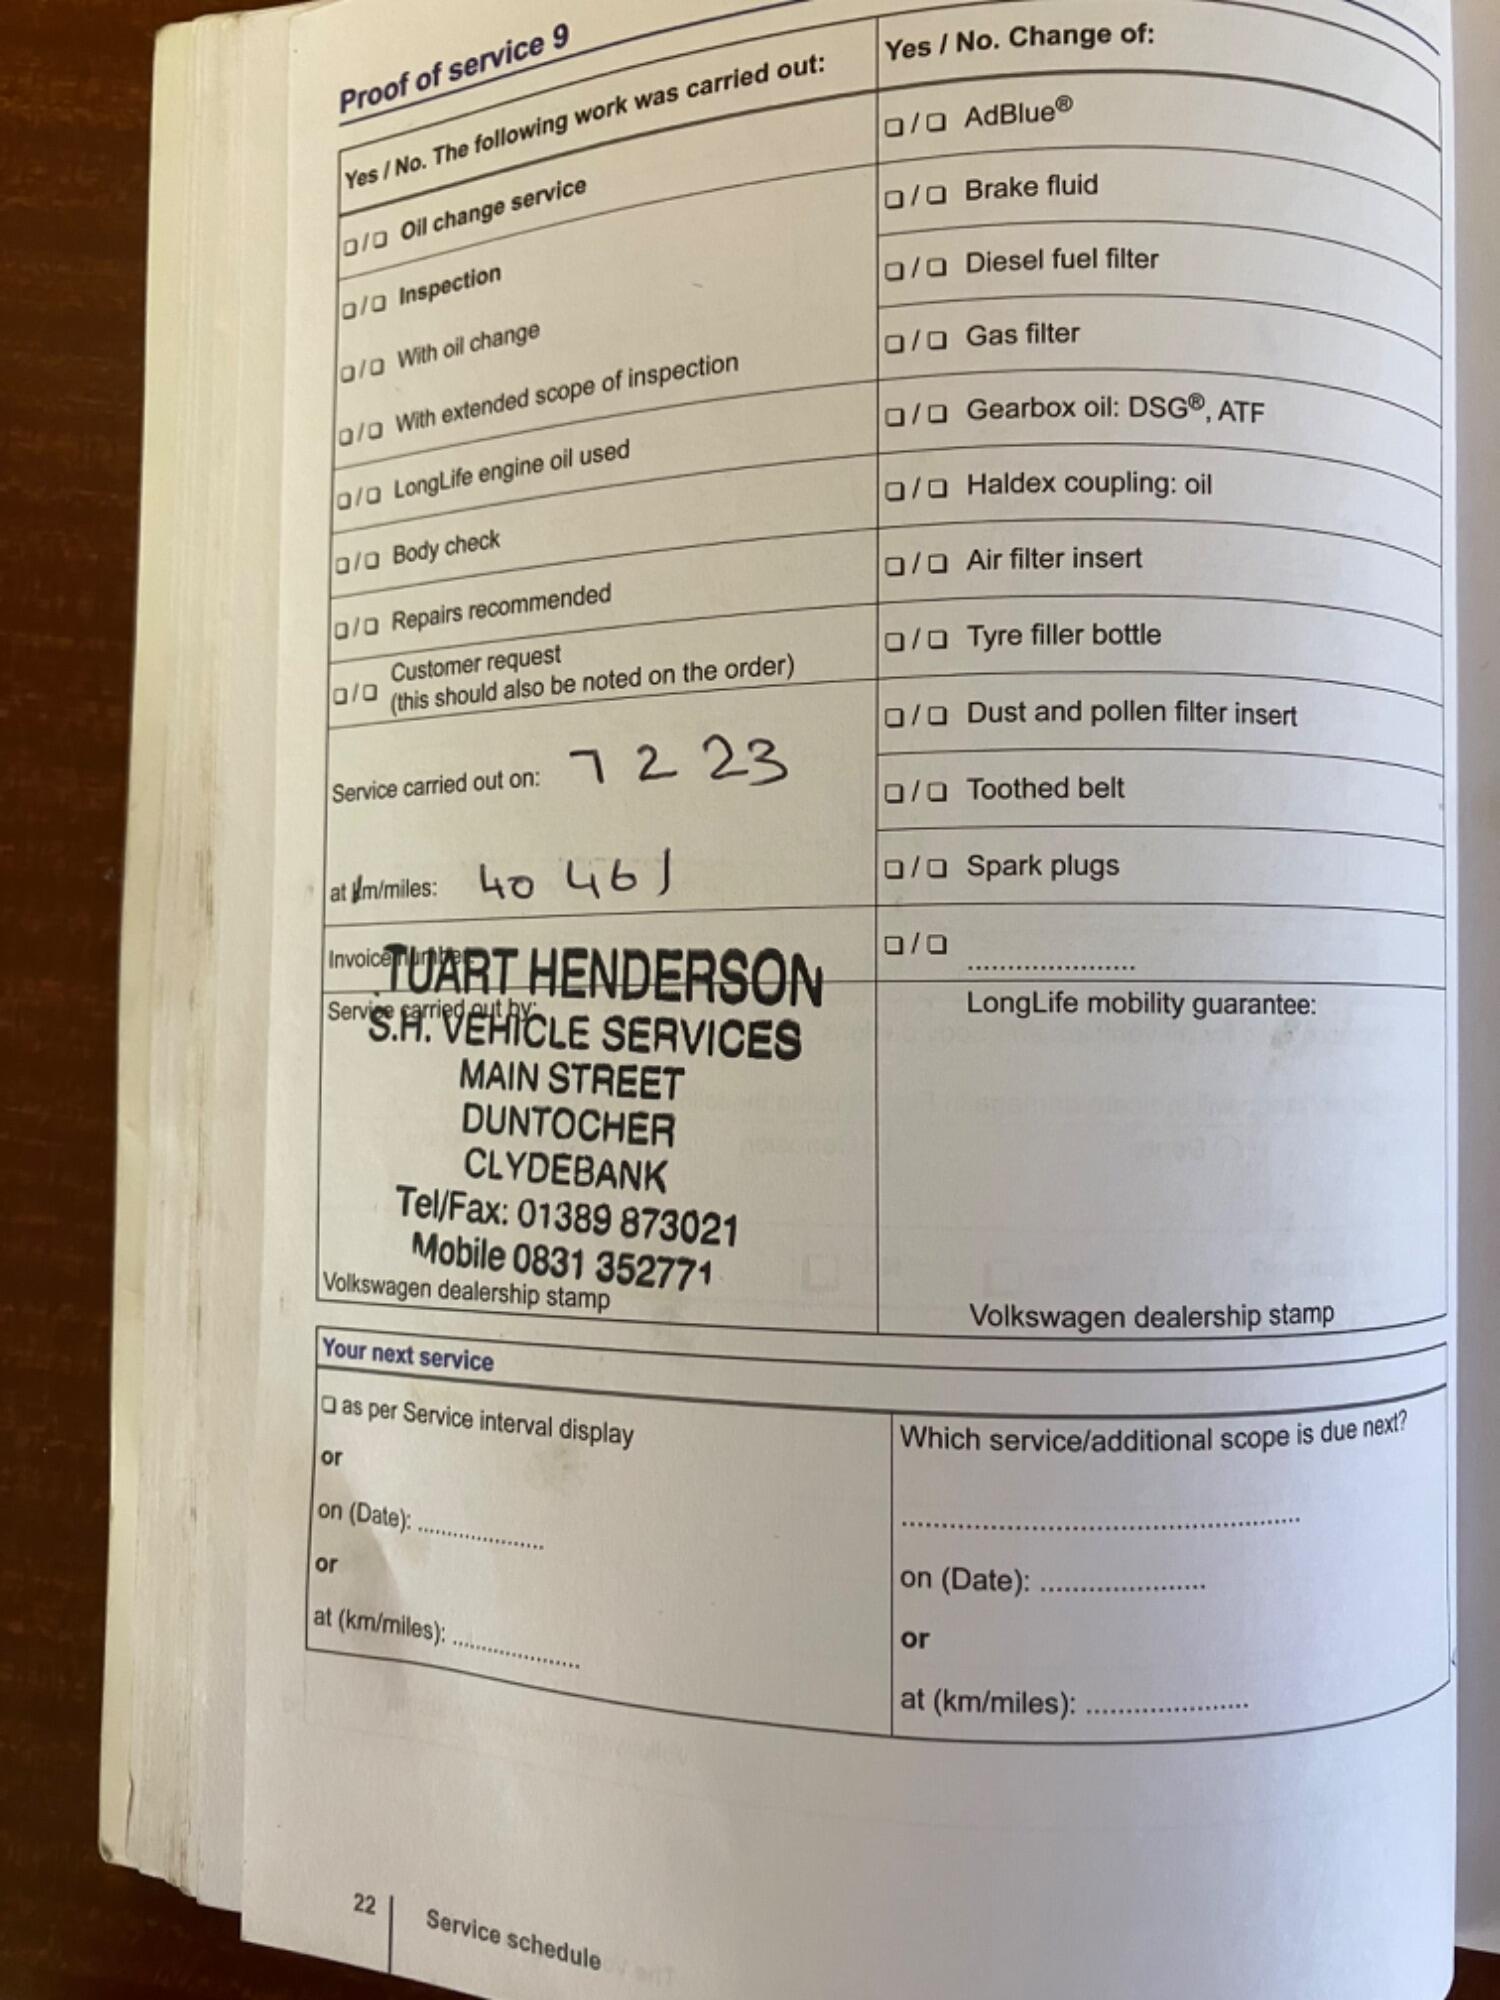 Proof of service 9
Yes / No. The following work was carried out:
❑ / ❑ Oil change service
❑ / ❑ Inspection
❑ / ❑ With oil change
❑ / ❑ With extended scope of inspection
❑ / ❑ LongLife engine oil used
❑ / ❑ Body check
❑ / ❑ Repairs recommended
❑ / ❑ Customer request
(this should also be noted on the order)
Service carried out on: 7 2 23
at km/miles: 40 461
Invoice number:
TUART HENDERSON
Service carried out by:
S.H. VEHICLE SERVICES
MAIN STREET
DUNTOCHER
CLYDEBANK
Tel/Fax: 01389 873021
Mobile 0831 352771
Volkswagen dealership stamp
Yes / No. Change of:
❑ / ❑ AdBlue®
❑ / ❑ Brake fluid
❑ / ❑ Diesel fuel filter
❑ / ❑ Gas filter
❑ / ❑ Gearbox oil: DSG®, ATF
❑ / ❑ Haldex coupling: oil
❑ / ❑ Air filter insert
❑ / ❑ Tyre filler bottle
❑ / ❑ Dust and pollen filter insert
❑ / ❑ Toothed belt
❑ / ❑ Spark plugs
❑ / ❑ .....................
LongLife mobility guarantee:
Volkswagen dealership stamp
Your next service
❑ as per Service interval display
or
on (Date): ...................
or
at (km/miles): ...................
Which service/additional scope is due next?
..................................................
on (Date): .....................
or
at (km/miles): ....................
22
Service schedule